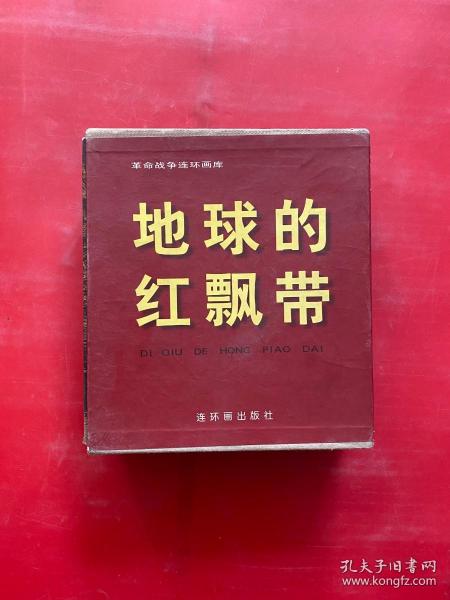 革命战争连环画库
地球的
红飘带
DI QIU DE HONG PIAO DAI
连环画出版社
孔夫子旧书网
www.kongfz.com